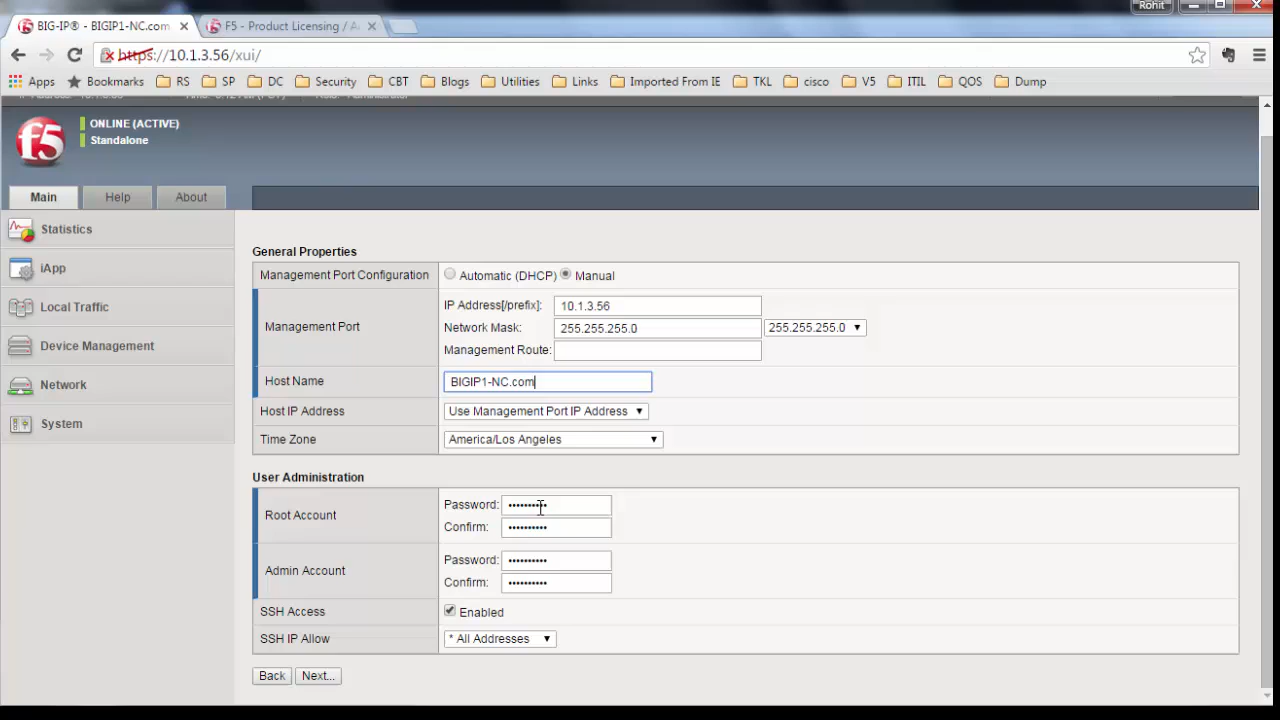 Rohit
BIG-IP® - BIGIP1-NC.com
F5 - Product Licensing / A
https://10.1.3.56/xui/
Apps Bookmarks RS SP DC Security CBT Blogs Utilities Links Imported From IE TKL cisco V5 ITIL QOS Dump
f5
ONLINE (ACTIVE)
Standalone
Main Help About
Statistics
iApp
Local Traffic
Device Management
Network
System
General Properties
Management Port Configuration Automatic (DHCP) Manual
Management Port
IP Address[/prefix]: 10.1.3.56
Network Mask: 255.255.255.0 255.255.255.0
Management Route:
Host Name BIGIP1-NC.com
Host IP Address Use Management Port IP Address
Time Zone America/Los Angeles
User Administration
Root Account
Password: ••••••••••
Confirm: ••••••••••
Admin Account
Password: ••••••••••
Confirm: ••••••••••
SSH Access Enabled
SSH IP Allow * All Addresses
Back Next...